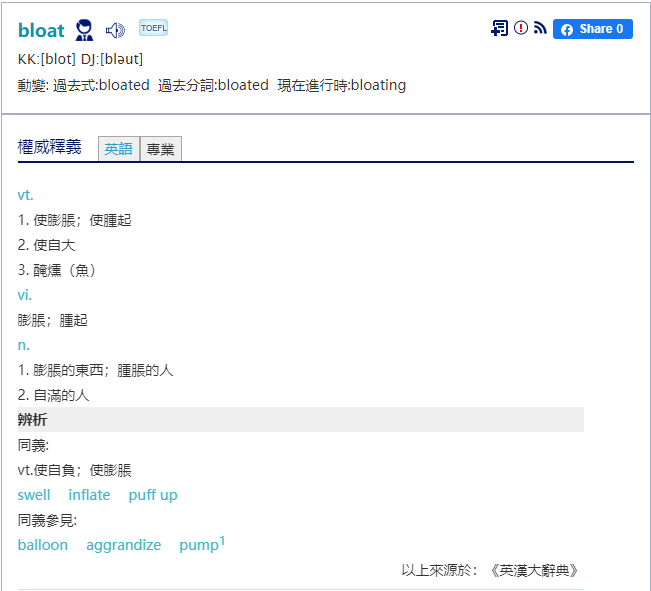 bloat TOEFL Share 0
KK:[blot] DJ:[bləut]
動變: 過去式:bloated 過去分詞:bloated 現在進行時:bloating
權威釋義 英語 專業
vt.
1. 使膨脹；使腫起
2. 使自大
3. 醃燻（魚）
vi.
膨脹；腫起
n.
1. 膨脹的東西；腫脹的人
2. 自滿的人
辨析
同義:
vt.使自負；使膨脹
swell inflate puff up
同義參見:
balloon aggrandize pump1
以上來源於：《英漢大辭典》